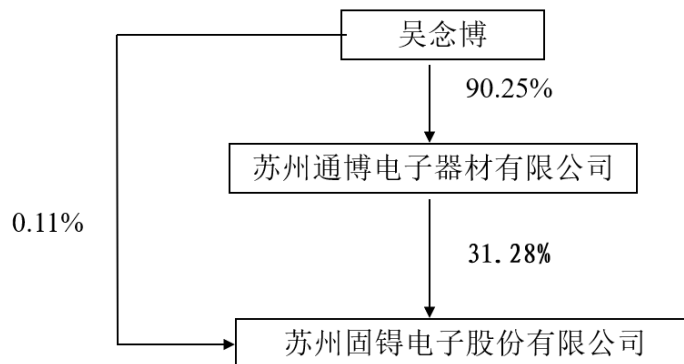 吴念博
90.25%
苏州通博电子器材有限公司
0.11%
31.28%
苏州固锝电子股份有限公司